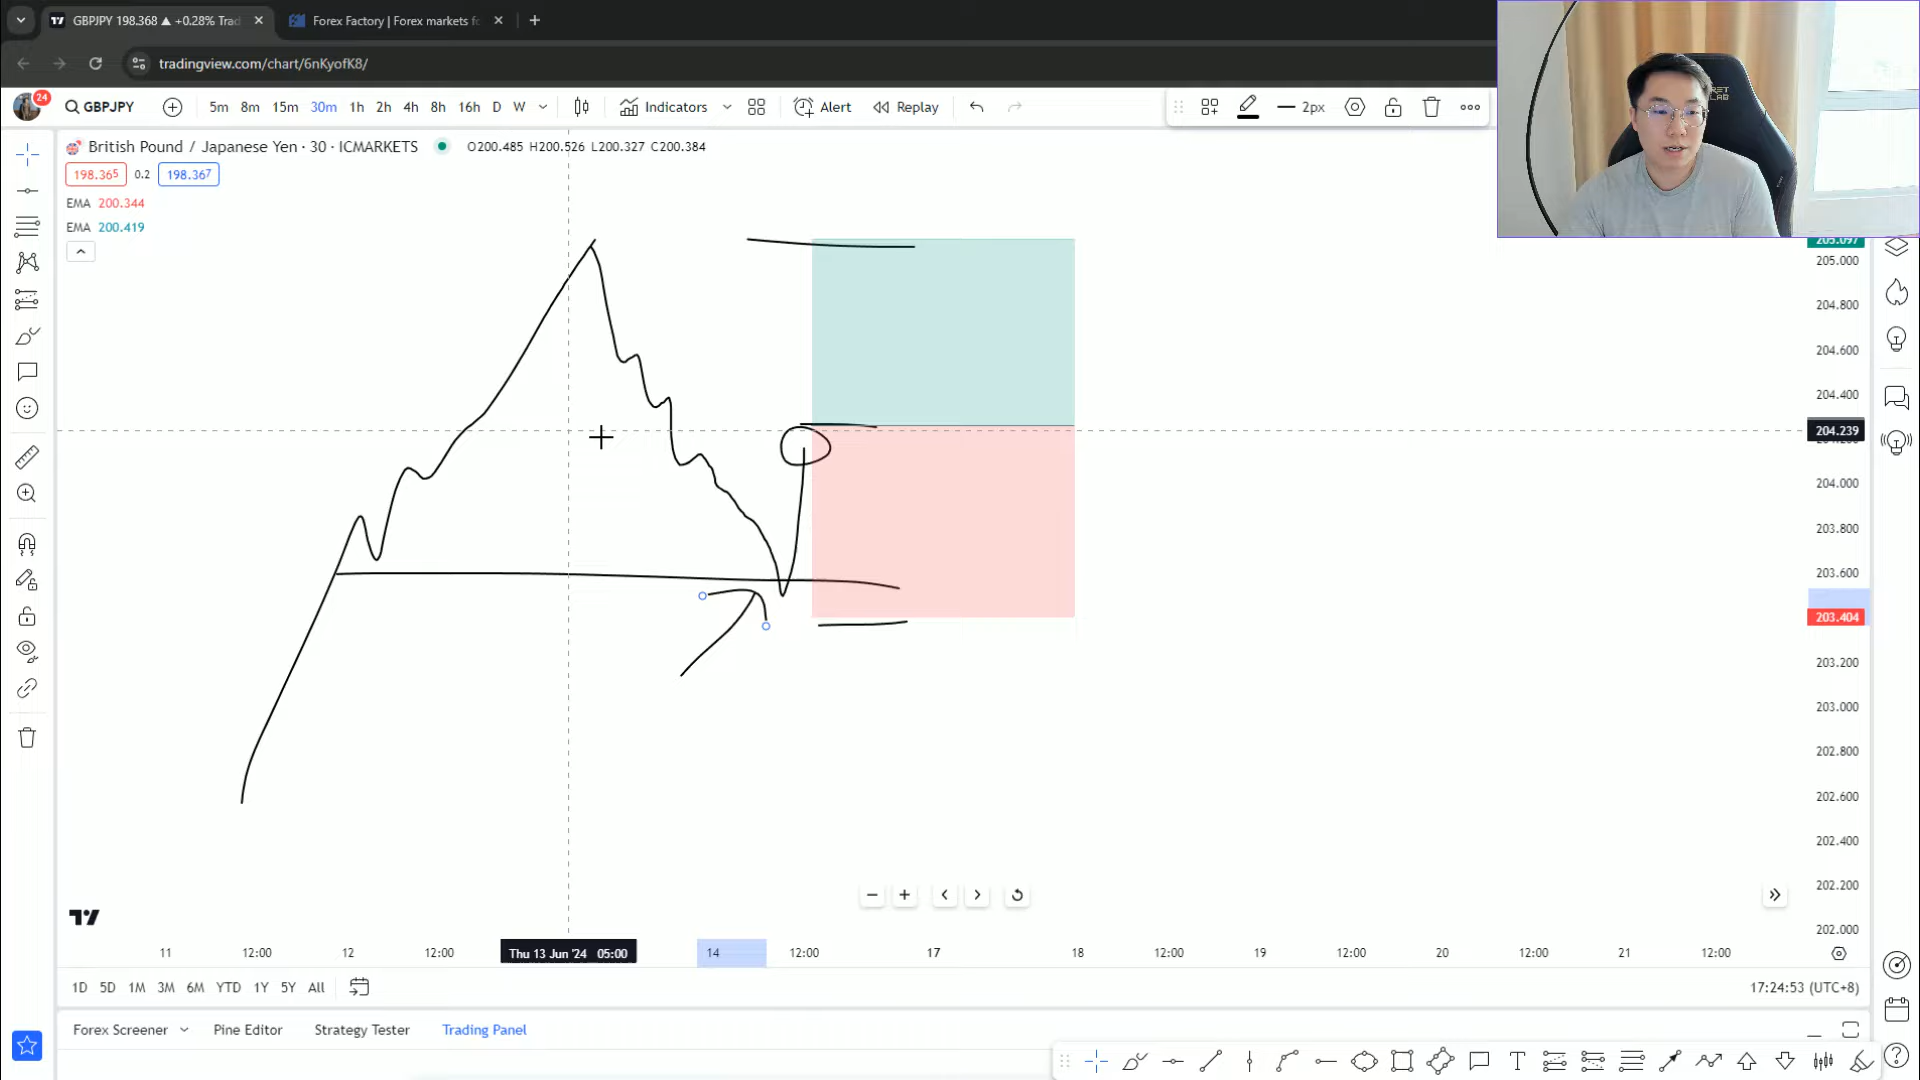 GBPJPY 198.368 ▲ +0.28% Trad
Forex Factory | Forex markets fo
tradingview.com/chart/6nKyofK8/
24
GBPJPY
5m 8m 15m 30m 1h 2h 4h 8h 16h D W
Indicators
Alert
Replay
2px
British Pound / Japanese Yen · 30 · ICMARKETS
O200.485 H200.526 L200.327 C200.384
198.365 0.2 198.367
EMA 200.344
EMA 200.419
205.097
205.000
204.800
204.600
204.400
204.239
204.000
203.800
203.600
203.404
203.200
203.000
202.800
202.600
202.400
202.200
202.000
11 12:00 12 12:00 Thu 13 Jun '24 05:00 14 12:00 17 18 12:00 19 12:00 20 12:00 21 12:00
1D 5D 1M 3M 6M YTD 1Y 5Y All
17:24:53 (UTC+8)
Forex Screener Pine Editor Strategy Tester Trading Panel